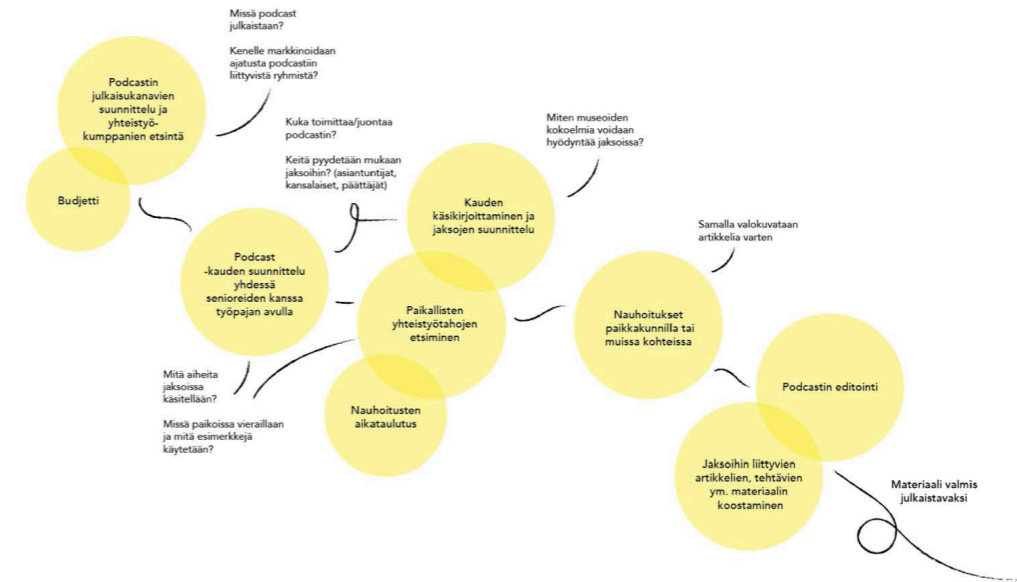 Missä podcast
julkaistaan?
Kenelle markkinoidaan
ajatusta podcastiin
liittyvistä ryhmistä?
Podcastin
julkaisukanavien
suunnittelu ja
yhteistyö-
kumppanien etsintä
Budjetti
Kuka toimittaa/juontaa
podcastin?
Keitä pyydetään mukaan
jaksoihin? (asiantuntijat,
kansalaiset, päättäjät)
Podcast
-kauden suunnittelu
yhdessä
senioreiden kanssa
työpajan avulla
Mitä aiheita
jaksoissa
käsitellään?
Missä paikoissa vieraillaan
ja mitä esimerkkejä
käytetään?
Miten museoiden
kokoelmia voidaan
hyödyntää jaksoissa?
Kauden
käsikirjoittaminen ja
jaksojen suunnittelu
Paikallisten
yhteistyötahojen
etsiminen
Nauhoitusten
aikataulutus
Samalla valokuvataan
artikkelia varten
Nauhoitukset
paikkakunnilla tai
muissa kohteissa
Podcastin editointi
Jaksoihin liittyvien
artikkelien, tehtävien
ym. materiaalin
koostaminen
Materiaali valmis
julkaistavaksi